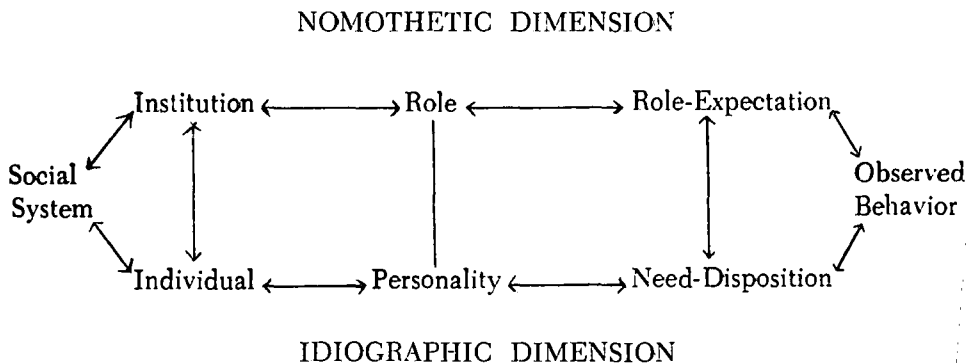 NOMOTHETIC DIMENSION
Institution Role Role-Expectation
Social System
Observed Behavior
Individual Personality Need-Disposition
IDIOGRAPHIC DIMENSION